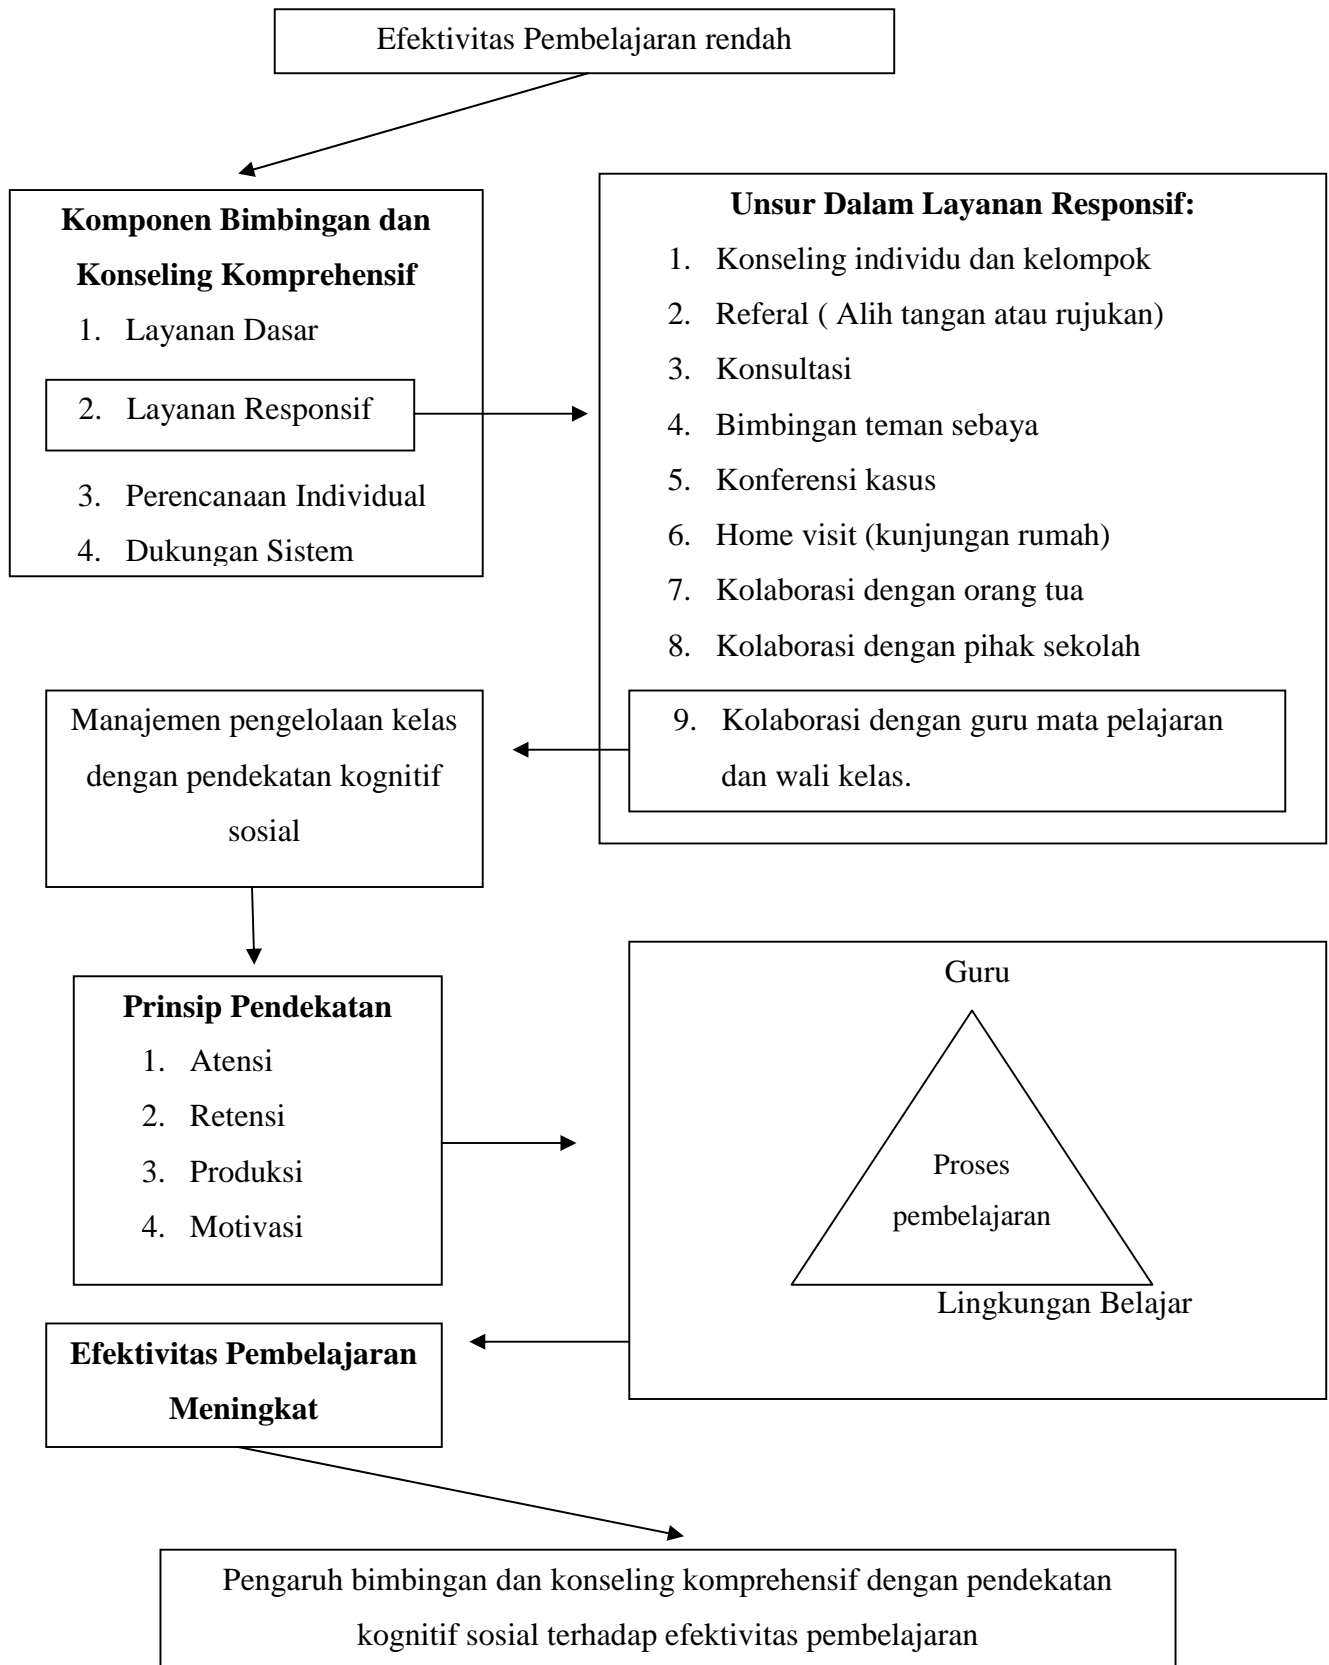 Efektivitas Pembelajaran rendah
Komponen Bimbingan dan
Konseling Komprehensif
1. Layanan Dasar
2. Layanan Responsif
3. Perencanaan Individual
4. Dukungan Sistem
Unsur Dalam Layanan Responsif:
1. Konseling individu dan kelompok
2. Referal ( Alih tangan atau rujukan)
3. Konsultasi
4. Bimbingan teman sebaya
5. Konferensi kasus
6. Home visit (kunjungan rumah)
7. Kolaborasi dengan orang tua
8. Kolaborasi dengan pihak sekolah
9. Kolaborasi dengan guru mata pelajaran
dan wali kelas.
Manajemen pengelolaan kelas
dengan pendekatan kognitif
sosial
Prinsip Pendekatan
1. Atensi
2. Retensi
3. Produksi
4. Motivasi
Guru
Proses
pembelajaran
Lingkungan Belajar
Efektivitas Pembelajaran
Meningkat
Pengaruh bimbingan dan konseling komprehensif dengan pendekatan
kognitif sosial terhadap efektivitas pembelajaran